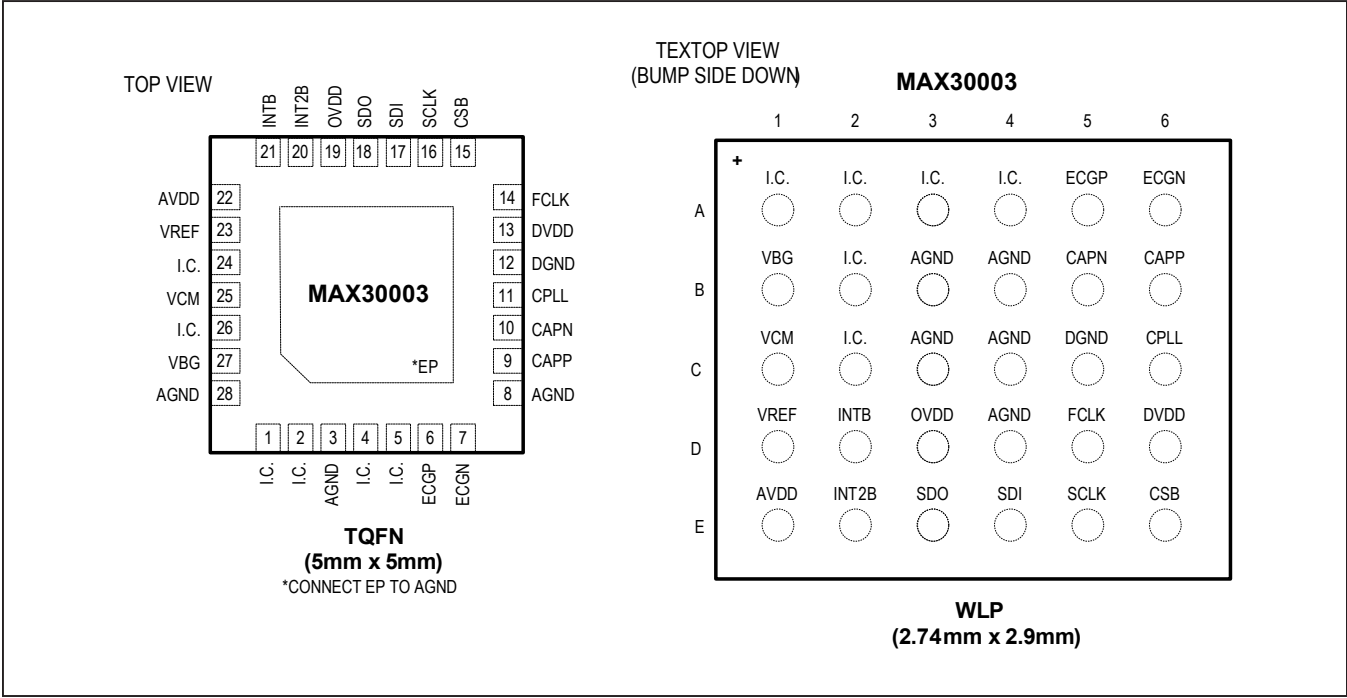 TOP VIEW
INTB INT2B OVDD SDO SDI SCLK CSB
21 20 19 18 17 16 15
AVDD 22
VREF 23
I.C. 24
VCM 25
I.C. 26
VBG 27
AGND 28
MAX30003
*EP
14 FCLK
13 DVDD
12 DGND
11 CPLL
10 CAPN
9 CAPP
8 AGND
1 2 3 4 5 6 7
I.C. I.C. AGND I.C. I.C. ECGP ECGN
TQFN
(5mm x 5mm)
*CONNECT EP TO AGND
TEXTOP VIEW
(BUMP SIDE DOWN)
MAX30003
1 2 3 4 5 6
+
I.C. I.C. I.C. I.C. ECGP ECGN
A
VBG I.C. AGND AGND CAPN CAPP
B
VCM I.C. AGND AGND DGND CPLL
C
VREF INTB OVDD AGND FCLK DVDD
D
AVDD INT2B SDO SDI SCLK CSB
E
WLP
(2.74mm x 2.9mm)